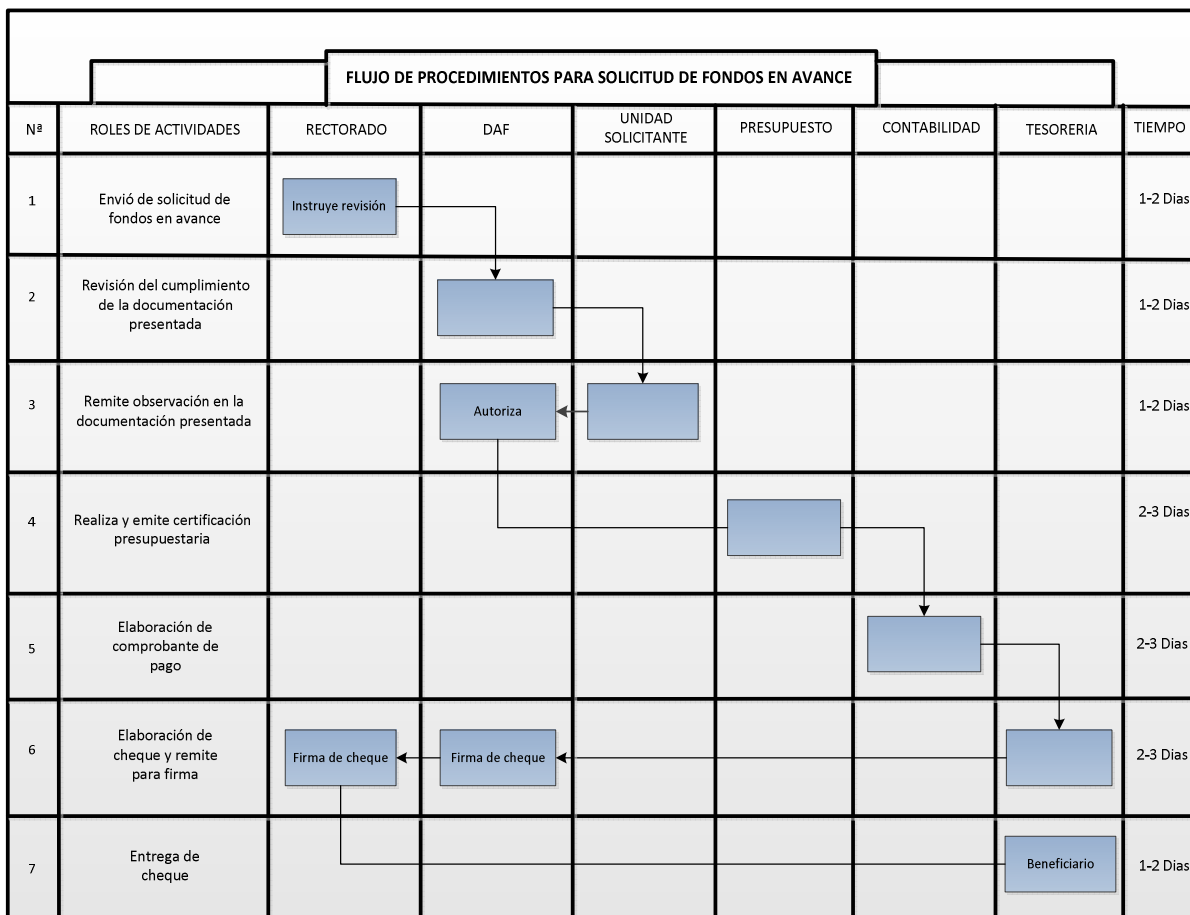 FLUJO DE PROCEDIMIENTOS PARA SOLICITUD DE FONDOS EN AVANCE
Nª
ROLES DE ACTIVIDADES
RECTORADO
DAF
UNIDAD
SOLICITANTE
PRESUPUESTO
CONTABILIDAD
TESORERIA
TIEMPO
1
Envió de solicitud de
fondos en avance
Instruye revisión
1-2 Dias
2
Revisión del cumplimiento
de la documentación
presentada
1-2 Dias
3
Remite observación en la
documentación presentada
Autoriza
1-2 Dias
4
Realiza y emite certificación
presupuestaria
2-3 Dias
5
Elaboración de
comprobante de
pago
2-3 Dias
6
Elaboración de
cheque y remite
para firma
Firma de cheque
Firma de cheque
2-3 Dias
7
Entrega de
cheque
Beneficiario
1-2 Dias